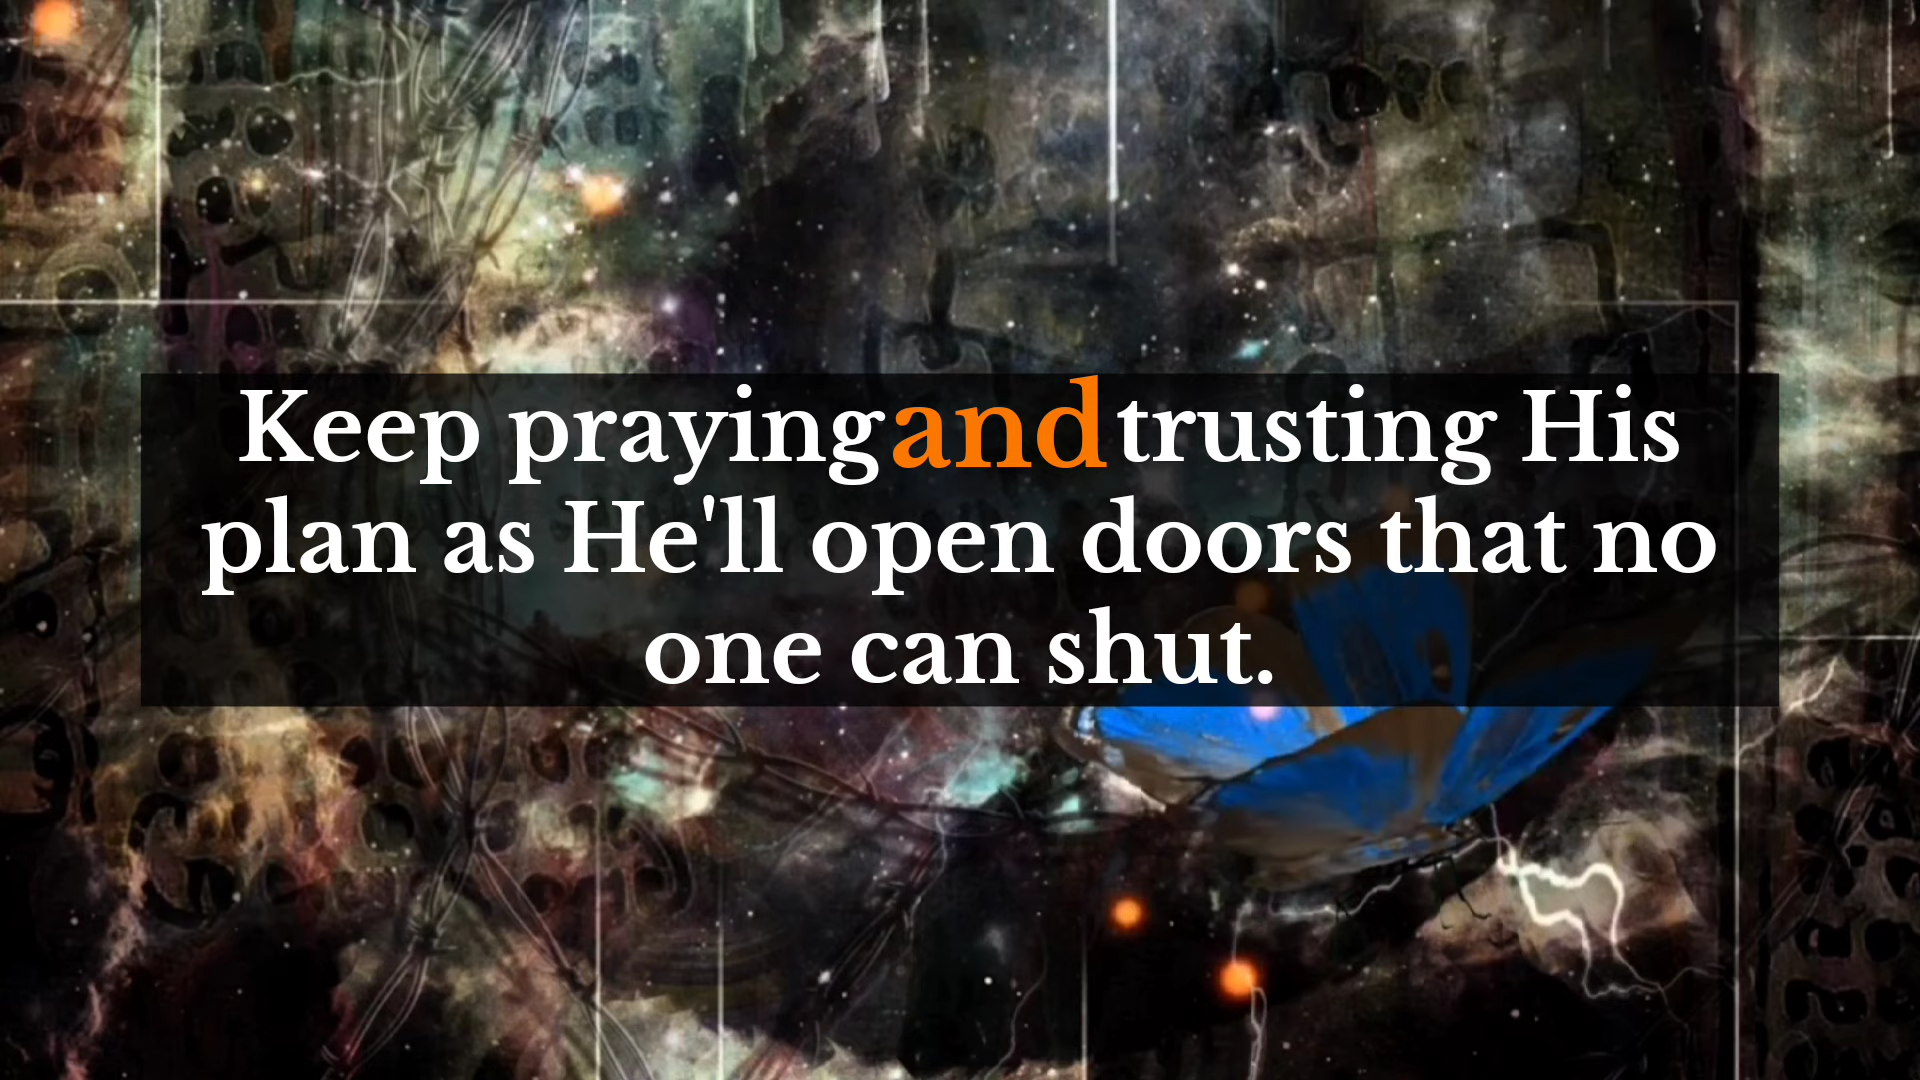 Keep praying and trusting His
plan as He'll open doors that no
one can shut.